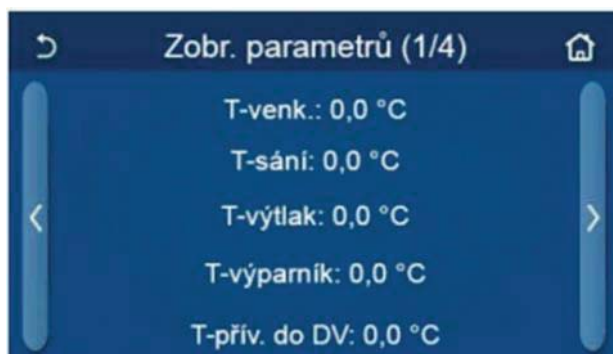 Zobr. parametrů (1/4)
T-venk.: 0,0 °C
T-sání: 0,0 °C
T-výtlak: 0,0 °C
T-výparník: 0,0 °C
T-přív. do DV: 0,0 °C